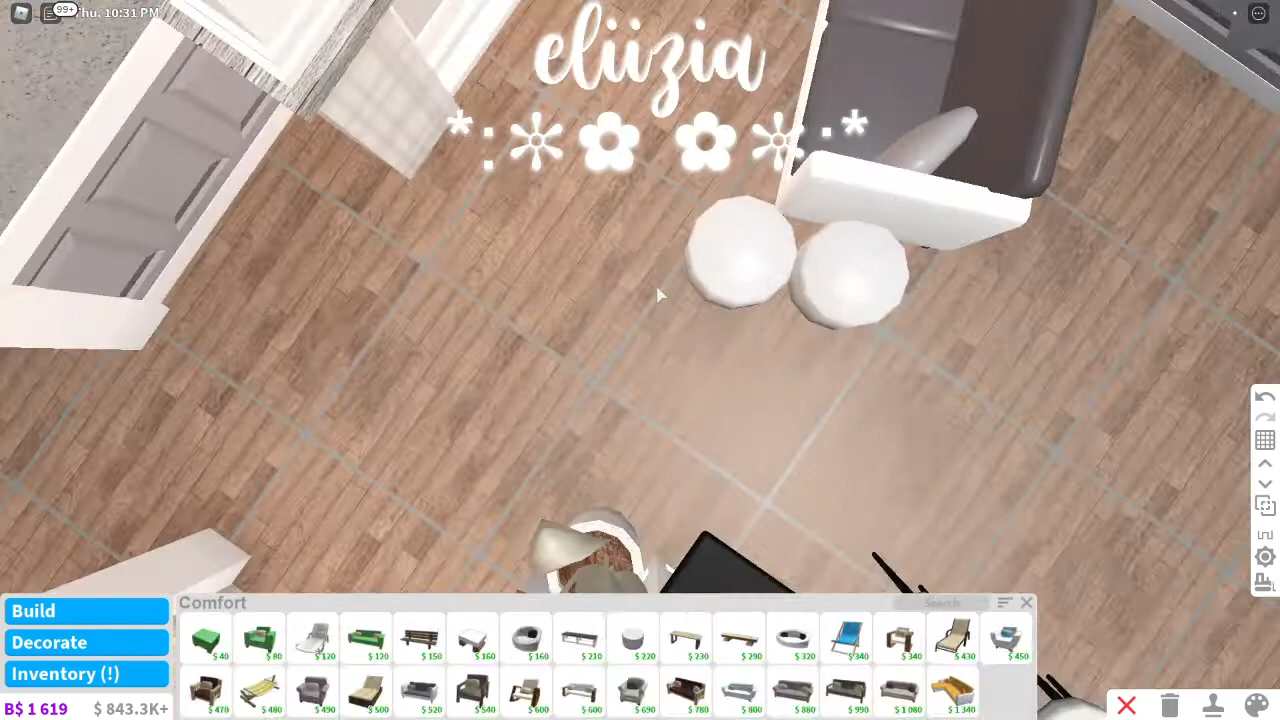 99+
Thu. 10:31 PM
eliizia
*:✼✿ ✿✼.*
Build
Decorate
Inventory (!)
B$ 1 619
$ 843.3K+
Comfort
Search
$ 40 $ 80 $ 120 $ 120 $ 150 $ 160 $ 160 $ 210 $ 220 $ 230 $ 290 $ 320 $ 340 $ 340 $ 430 $ 450
$ 470 $ 480 $ 490 $ 500 $ 520 $ 540 $ 600 $ 600 $ 690 $ 780 $ 800 $ 880 $ 990 $ 1 080 $ 1 340